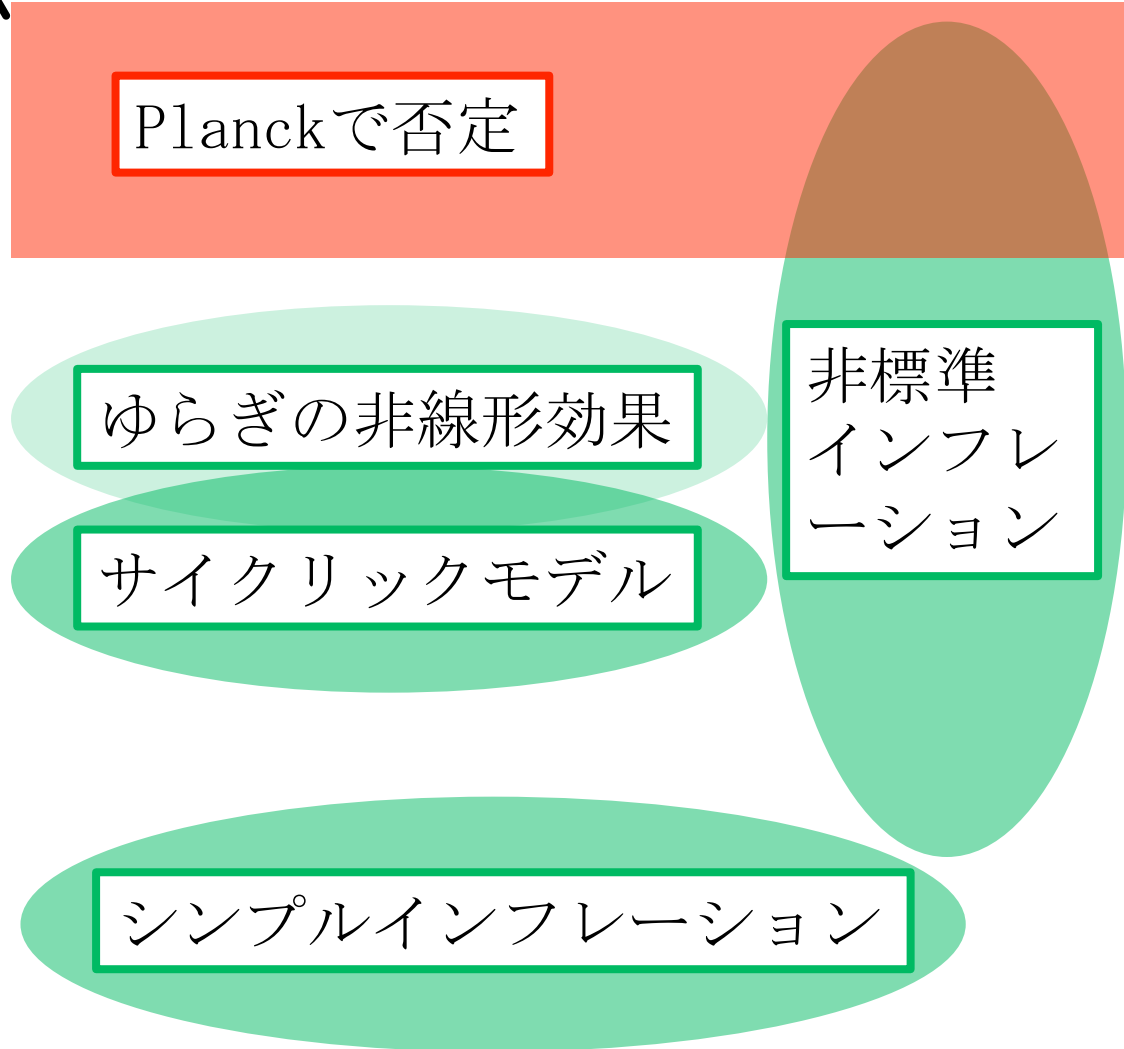 Planckで否定
ゆらぎの非線形効果
サイクリックモデル
非標準
インフレ
ーション
シンプルインフレーション